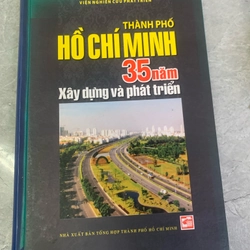 VIỆN NGHIÊN CỨU PHÁT TRIỂN
THÀNH PHỐ
HỒ CHÍ MINH
35 năm
Xây dựng và phát triển
NHÀ XUẤT BẢN TỔNG HỢP THÀNH PHỐ HỒ CHÍ MINH